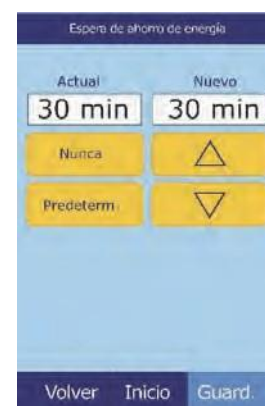 Espera de ahorro de energía
Actual Nuevo
30 min 30 min
Nunca
Predeterm.
Volver Inicio Guard.